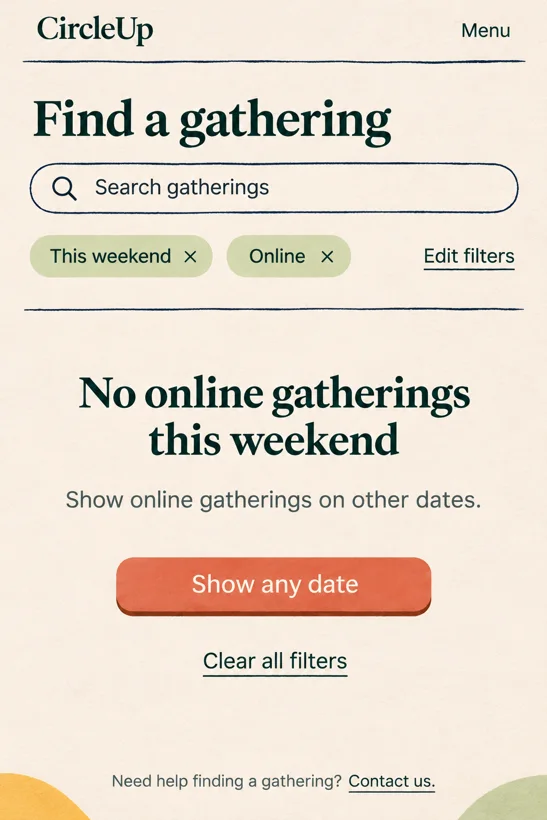 CircleUp
Menu
Find a gathering
Search gatherings
This weekend ×
Online ×
Edit filters
No online gatherings
this weekend
Show online gatherings on other dates.
Show any date
Clear all filters
Need help finding a gathering? Contact us.